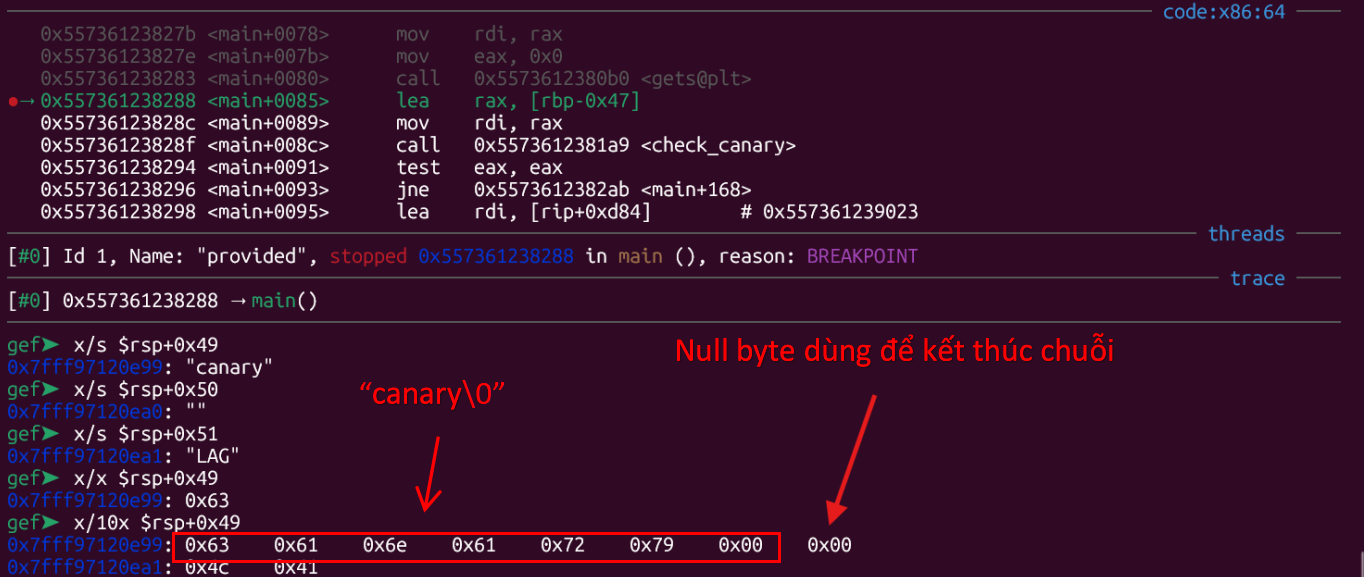 code:x86:64
0x55736123827b <main+0078> mov rdi, rax
0x55736123827e <main+007b> mov eax, 0x0
0x557361238283 <main+0080> call 0x5573612380b0 <gets@plt>
●→ 0x557361238288 <main+0085> lea rax, [rbp-0x47]
0x55736123828c <main+0089> mov rdi, rax
0x55736123828f <main+008c> call 0x5573612381a9 <check_canary>
0x557361238294 <main+0091> test eax, eax
0x557361238296 <main+0093> jne 0x5573612382ab <main+168>
0x557361238298 <main+0095> lea rdi, [rip+0xd84] # 0x557361239023
threads
[#0] Id 1, Name: "provided", stopped 0x557361238288 in main (), reason: BREAKPOINT
trace
[#0] 0x557361238288 → main()
gef➤ x/s $rsp+0x49
0x7fff97120e99: "canary"
gef➤ x/s $rsp+0x50
0x7fff97120ea0: ""
gef➤ x/s $rsp+0x51
0x7fff97120ea1: "LAG"
gef➤ x/x $rsp+0x49
0x7fff97120e99: 0x63
gef➤ x/10x $rsp+0x49
0x7fff97120e99: 0x63 0x61 0x6e 0x61 0x72 0x79 0x00 0x00
0x7fff97120ea1: 0x4c 0x41
“canary\0”
Null byte dùng để kết thúc chuỗi